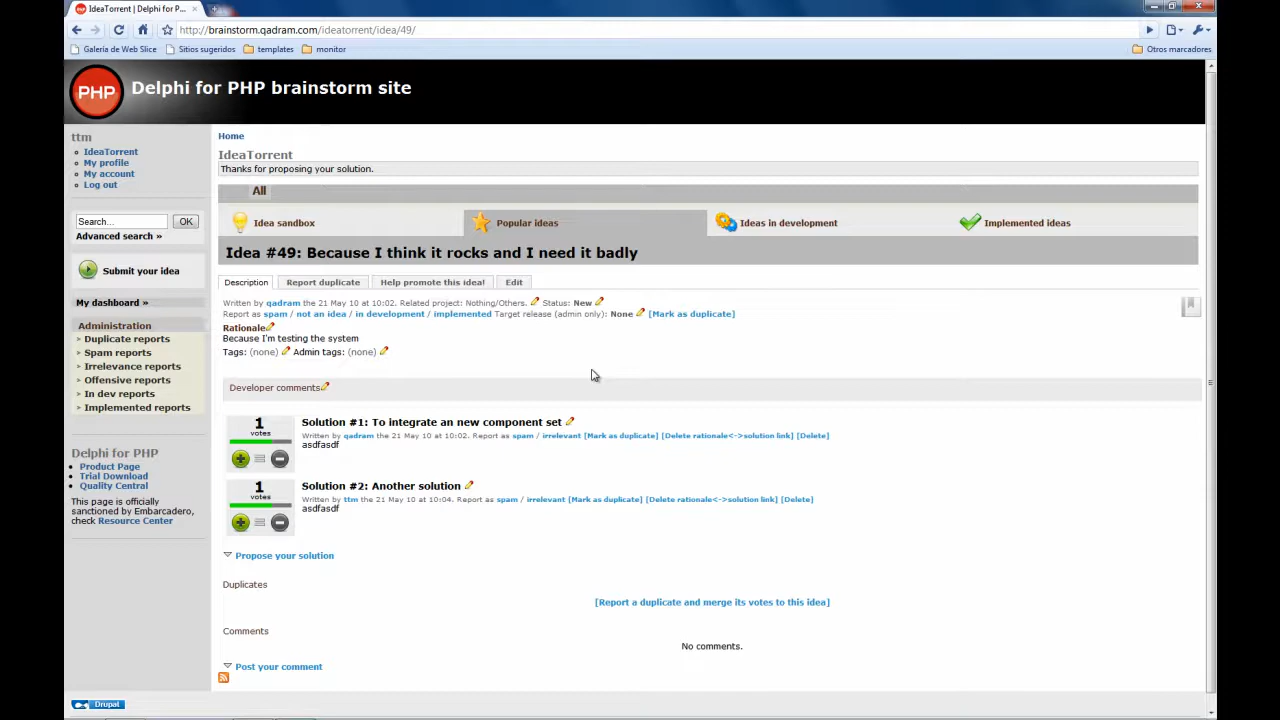 IdeaTorrent | Delphi for P...
http://brainstorm.qadram.com/ideatorrent/idea/49/
Galería de Web Slice Sitios sugeridos templates monitor Otros marcadores
PHP Delphi for PHP brainstorm site
ttm
IdeaTorrent
My profile
My account
Log out
Search... OK
Advanced search »
Submit your idea
My dashboard »
Administration
Duplicate reports
Spam reports
Irrelevance reports
Offensive reports
In dev reports
Implemented reports
Delphi for PHP
Product Page
Trial Download
Quality Central
This page is officially
sanctioned by Embarcadero,
check Resource Center
Home
IdeaTorrent
Thanks for proposing your solution.
All
Idea sandbox Popular ideas Ideas in development Implemented ideas
Idea #49: Because I think it rocks and I need it badly
Description Report duplicate Help promote this idea! Edit
Written by qadram the 21 May 10 at 10:02. Related project: Nothing/Others. Status: New
Report as spam / not an idea / in development / implemented Target release (admin only): None [Mark as duplicate]
Rationale
Because I'm testing the system
Tags: (none) Admin tags: (none)
Developer comments
1
votes
Solution #1: To integrate an new component set
Written by qadram the 21 May 10 at 10:02. Report as spam / irrelevant [Mark as duplicate] [Delete rationale<->solution link] [Delete]
asdfasdf
1
votes
Solution #2: Another solution
Written by ttm the 21 May 10 at 10:04. Report as spam / irrelevant [Mark as duplicate] [Delete rationale<->solution link] [Delete]
asdfasdf
Propose your solution
Duplicates
[Report a duplicate and merge its votes to this idea]
Comments
No comments.
Post your comment
Drupal